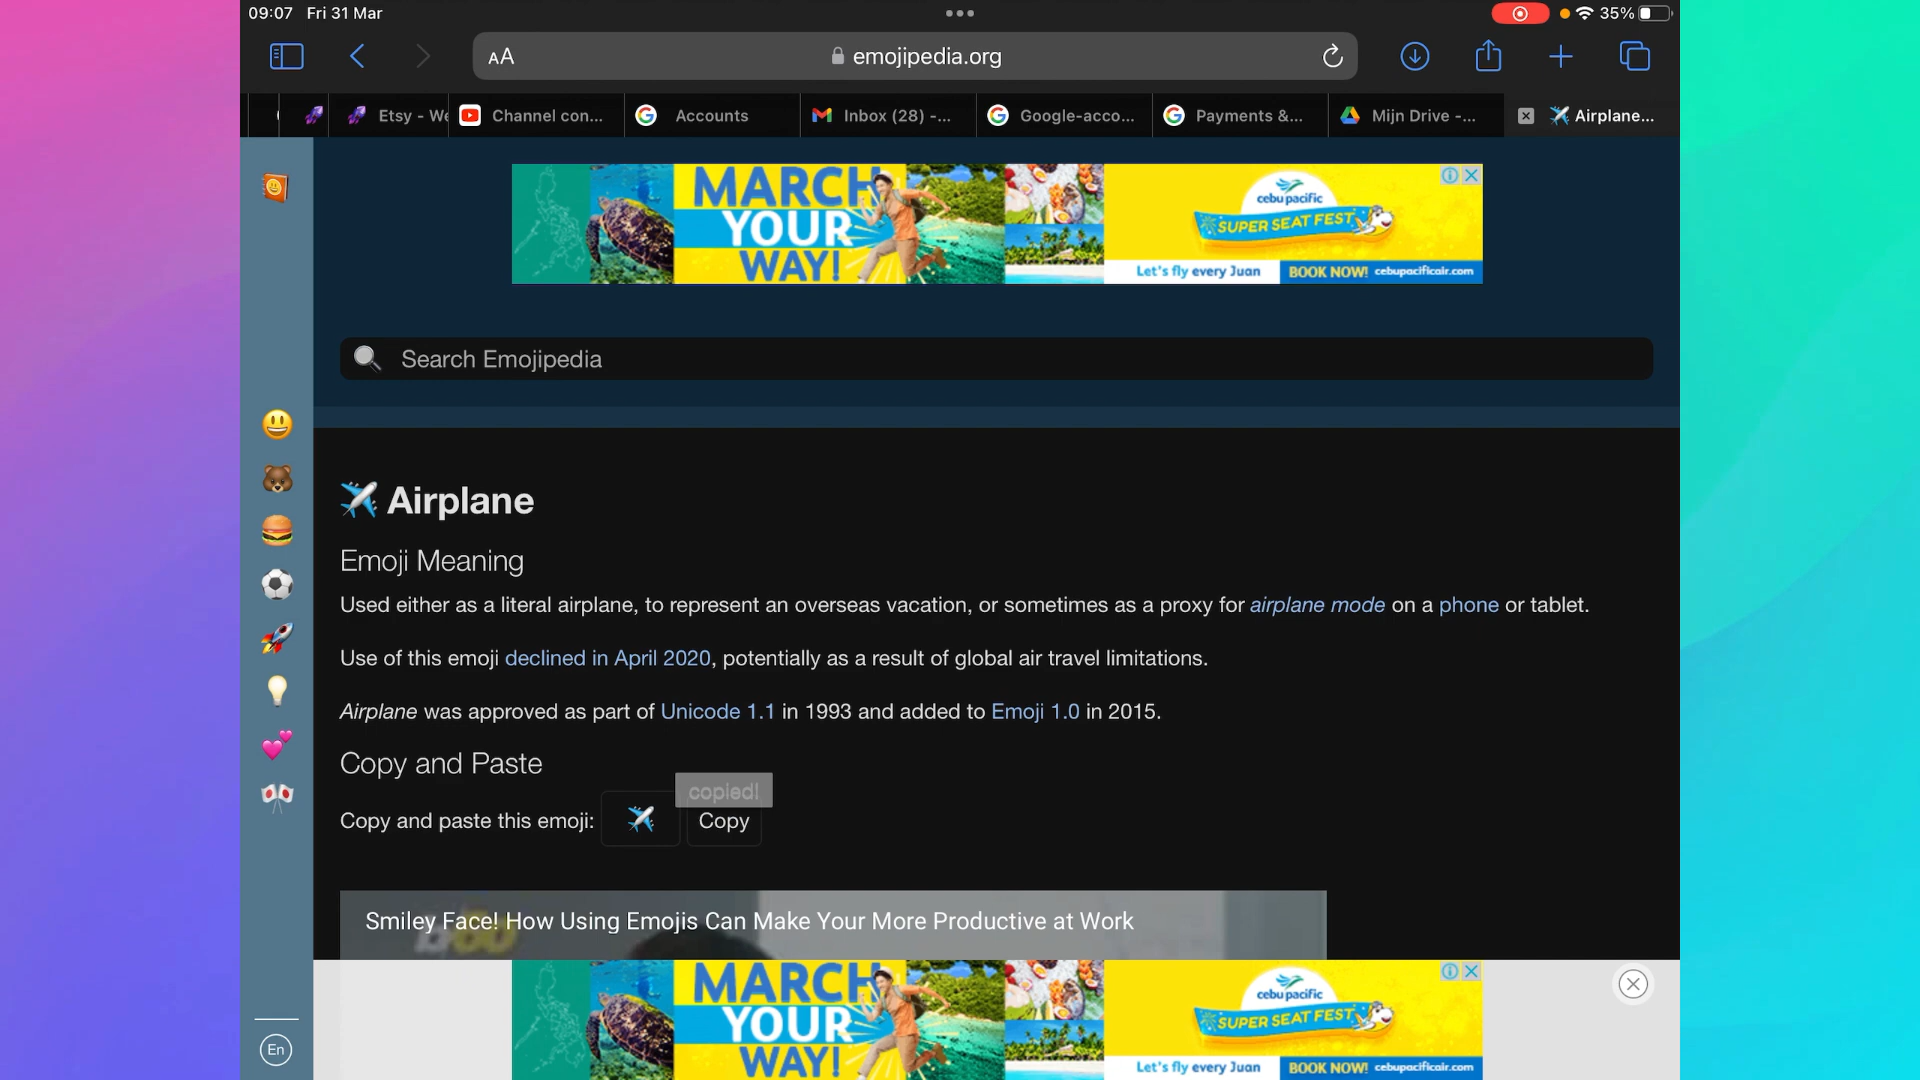 09:07 Fri 31 Mar
35%
AA
emojipedia.org
Etsy - We
Channel con...
Accounts
Inbox (28) -...
Google-acco...
Payments &...
Mijn Drive -...
Airplane...
MARCH
YOUR
WAY!
cebu pacific
SUPER SEAT FEST
Let's fly every Juan
BOOK NOW! cebupacificair.com
Search Emojipedia
Airplane
Emoji Meaning
Used either as a literal airplane, to represent an overseas vacation, or sometimes as a proxy for airplane mode on a phone or tablet.
Use of this emoji declined in April 2020, potentially as a result of global air travel limitations.
Airplane was approved as part of Unicode 1.1 in 1993 and added to Emoji 1.0 in 2015.
Copy and Paste
copied!
Copy and paste this emoji:
Copy
Smiley Face! How Using Emojis Can Make Your More Productive at Work
MARCH
YOUR
WAY!
cebu pacific
SUPER SEAT FEST
Let's fly every Juan
BOOK NOW! cebupacificair.com
En